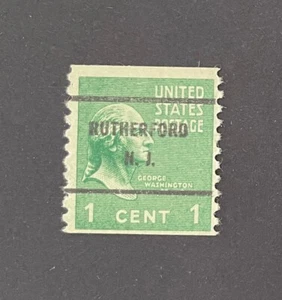 UNITED
STATES
POSTAGE
RUTHERFORD
N. J.
GEORGE
WASHINGTON
1 CENT 1